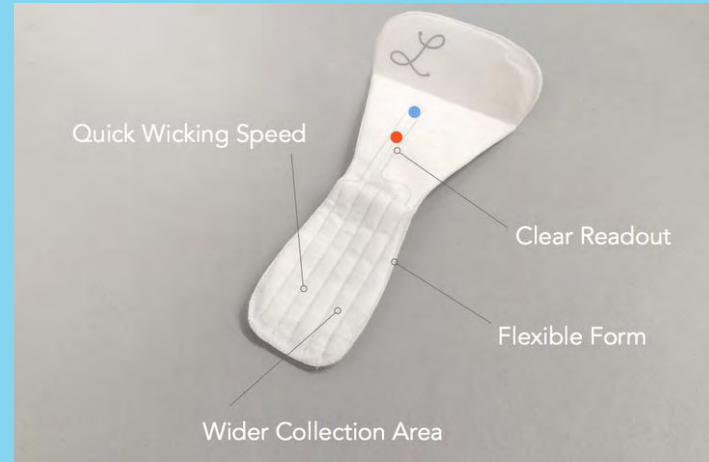 L
Quick Wicking Speed
Clear Readout
Flexible Form
Wider Collection Area